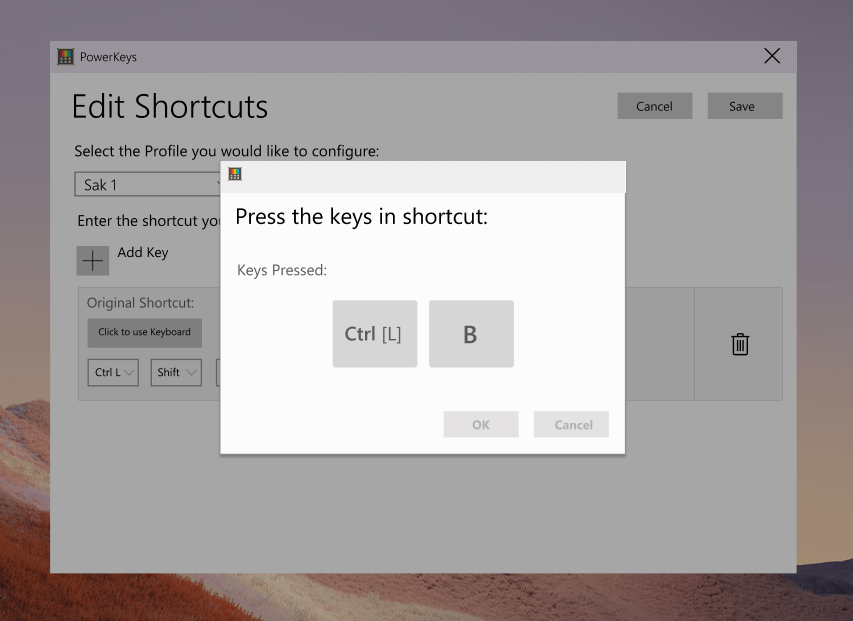 PowerKeys
Edit Shortcuts
Cancel
Save
Select the Profile you would like to configure:
Sak 1
Enter the shortcut
Add Key
Original Shortcut:
Click to use Keyboard
Ctrl L
Shift
Press the keys in shortcut:
Keys Pressed:
Ctrl [L]
B
OK
Cancel